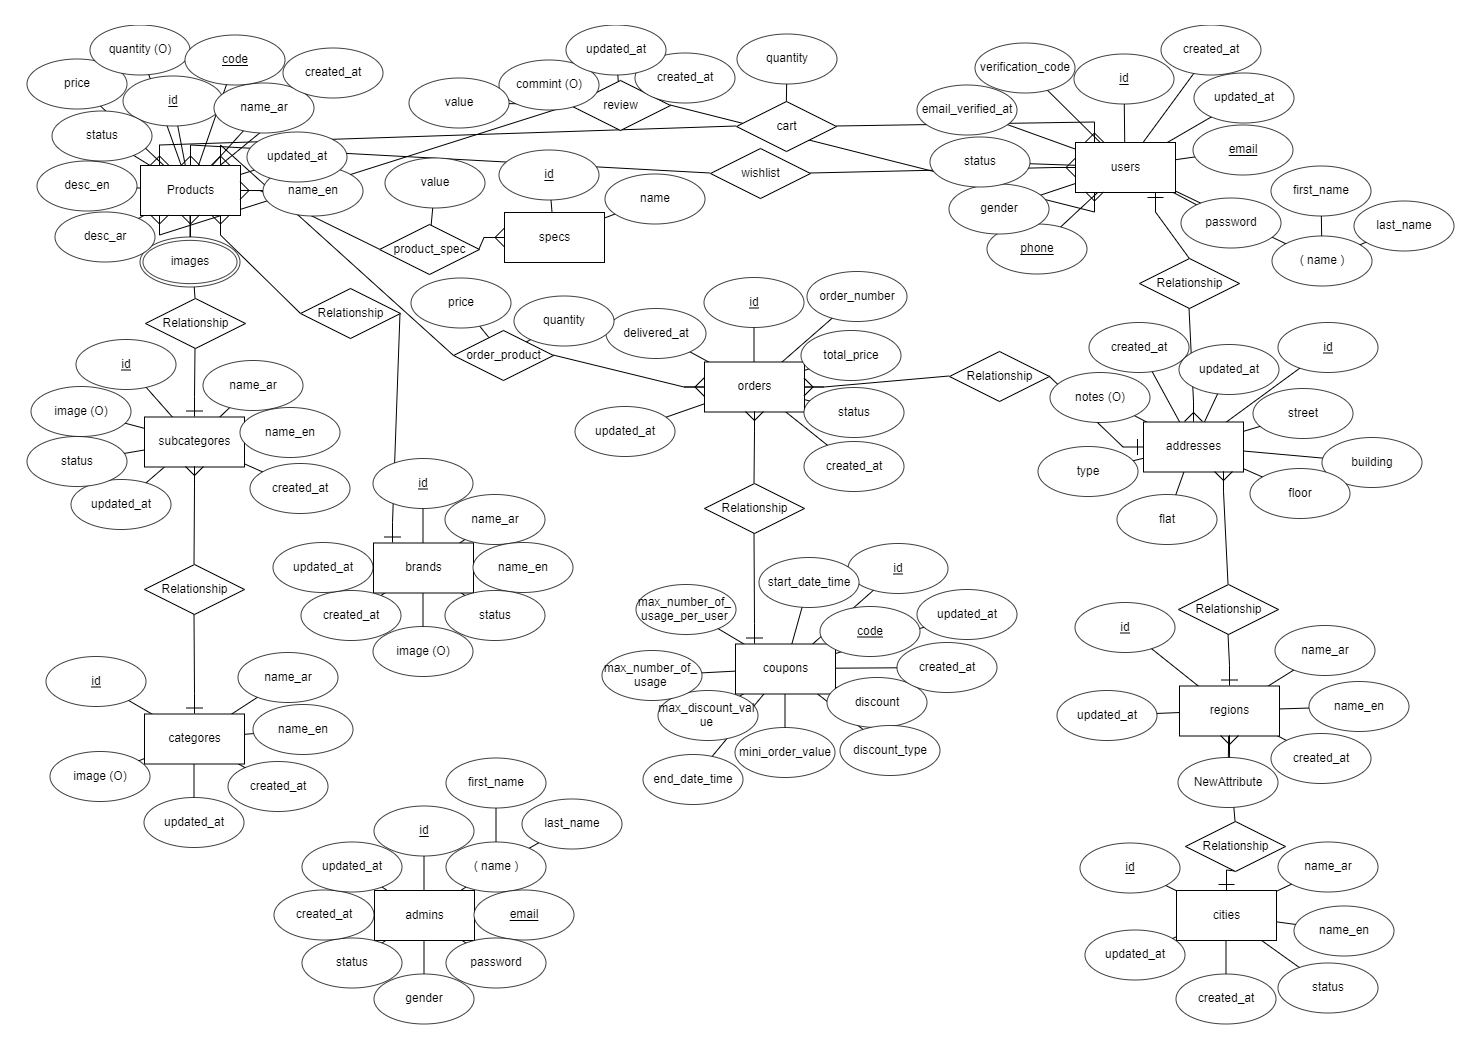 quantity (O)
code
created_at
price
id
name_ar
status
updated_at
desc_en
Products
name_en
desc_ar
images
updated_at
commint (O)
created_at
value
review
quantity
cart
wishlist
value
id
name
product_spec
specs
verification_code
id
created_at
email_verified_at
updated_at
status
email
users
gender
phone
password
first_name
last_name
( name )
Relationship
Relationship
Relationship
price
quantity
order_product
delivered_at
id
order_number
total_price
orders
status
updated_at
created_at
Relationship
created_at
id
updated_at
notes (O)
street
addresses
type
building
floor
flat
id
name_ar
image (O)
name_en
subcategores
status
created_at
updated_at
Relationship
id
name_ar
updated_at
brands
name_en
created_at
status
image (O)
Relationship
start_date_time
id
max_number_of_
usage_per_user
code
updated_at
max_number_of_
usage
coupons
created_at
max_discount_val
ue
discount
mini_order_value
discount_type
end_date_time
Relationship
id
name_ar
updated_at
regions
name_en
created_at
NewAttribute
Relationship
id
name_ar
cities
name_en
updated_at
created_at
status
id
name_ar
categores
name_en
image (O)
created_at
updated_at
first_name
id
last_name
updated_at
( name )
created_at
admins
email
status
password
gender